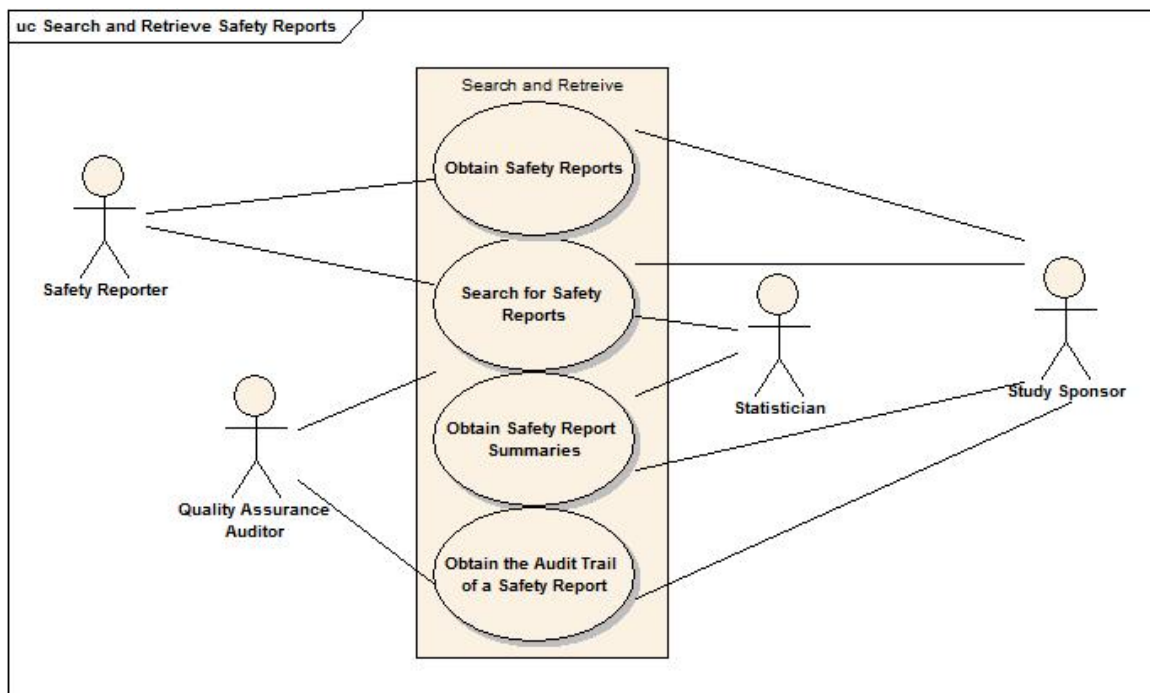 uc Search and Retrieve Safety Reports
Search and Retreive
Obtain Safety Reports
Safety Reporter
Search for Safety
Reports
Statistician
Study Sponsor
Obtain Safety Report
Summaries
Quality Assurance
Auditor
Obtain the Audit Trail
of a Safety Report